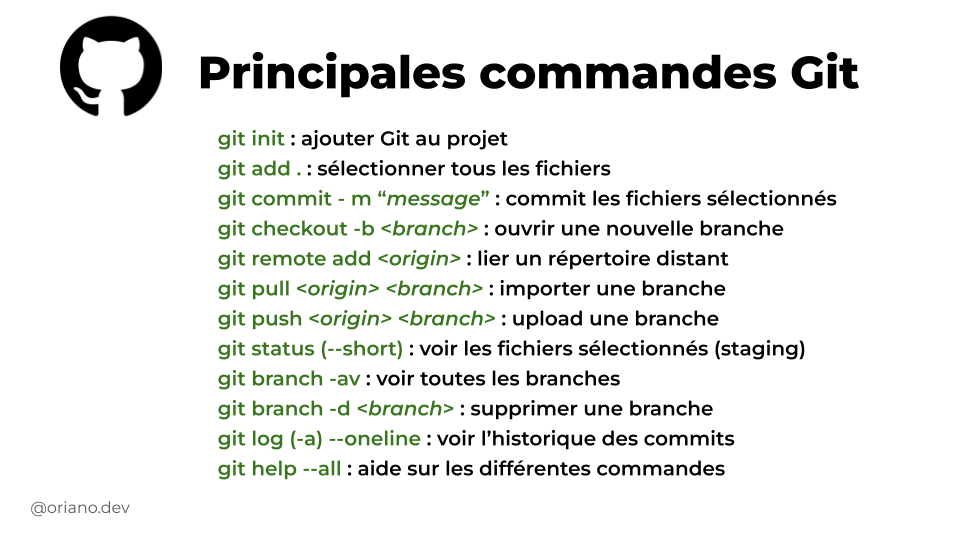 Principales commandes Git
git init : ajouter Git au projet
git add . : sélectionner tous les fichiers
git commit - m “message” : commit les fichiers sélectionnés
git checkout -b <branch> : ouvrir une nouvelle branche
git remote add <origin> : lier un répertoire distant
git pull <origin> <branch> : importer une branche
git push <origin> <branch> : upload une branche
git status (--short) : voir les fichiers sélectionnés (staging)
git branch -av : voir toutes les branches
git branch -d <branch> : supprimer une branche
git log (-a) --oneline : voir l’historique des commits
git help --all : aide sur les différentes commandes
@oriano.dev